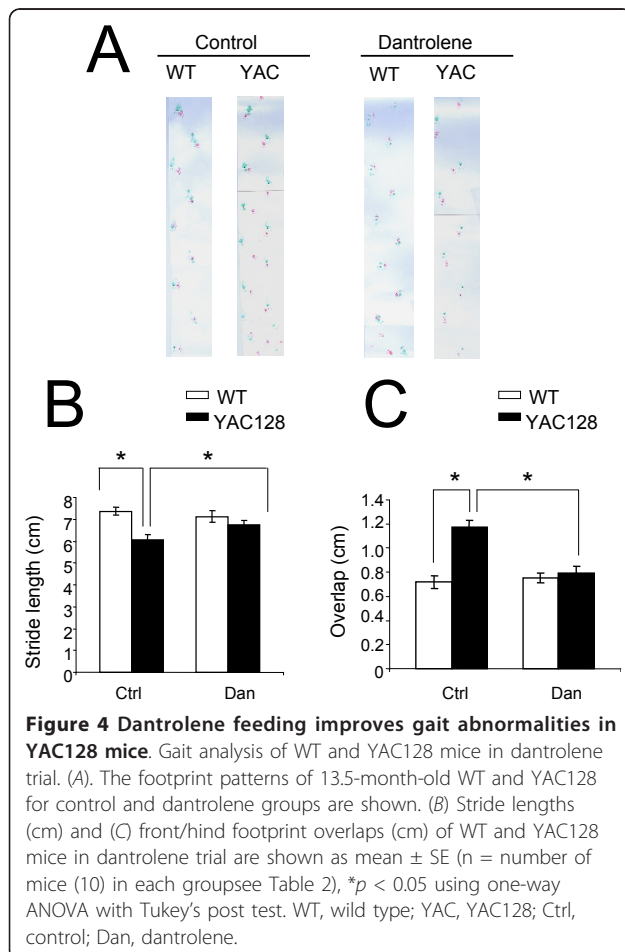 A
Control
Dantrolene
WT YAC
WT YAC
B
WT
YAC128
C
WT
YAC128
* *
8
7
6
5
4
3
2
1
0
Stride length (cm)
Ctrl Dan
* *
1.4
1.2
1.0
0.8
0.6
0.4
0.2
0
Overlap (cm)
Ctrl Dan
Figure 4 Dantrolene feeding improves gait abnormalities in
YAC128 mice. Gait analysis of WT and YAC128 mice in dantrolene
trial. (A). The footprint patterns of 13.5-month-old WT and YAC128
for control and dantrolene groups are shown. (B) Stride lengths
(cm) and (C) front/hind footprint overlaps (cm) of WT and YAC128
mice in dantrolene trial are shown as mean ± SE (n = number of
mice (10) in each groupsee Table 2), *p < 0.05 using one-way
ANOVA with Tukey's post test. WT, wild type; YAC, YAC128; Ctrl,
control; Dan, dantrolene.